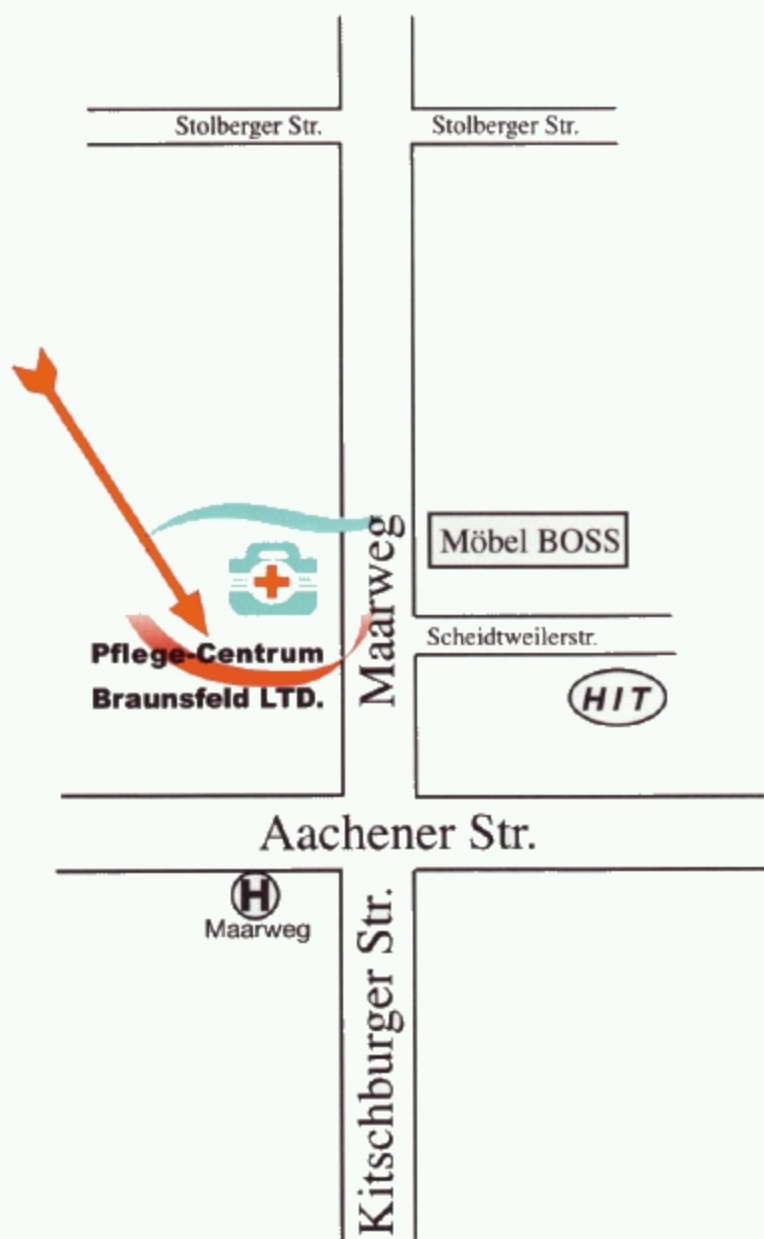 Stolberger Str.
Stolberger Str.
Maarweg
Möbel BOSS
Scheidtweilerstr.
Pflege-Centrum
Braunsfeld LTD.
HIT
Aachener Str.
H
Maarweg
Kitschburger Str.